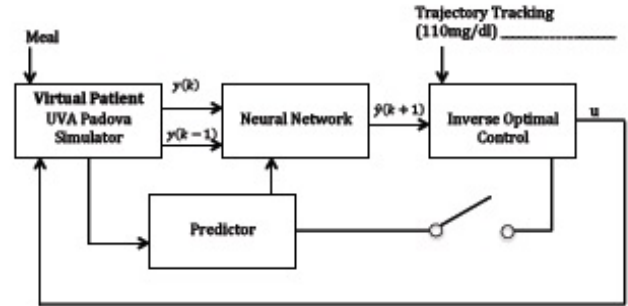 Trajectory Tracking
(110mg/dl)
Meal
Virtual Patient
UVA Padova
Simulator
y(k)
y(k−1)
Neural Network
ŷ(k+1)
Inverse Optimal
Control
u
Predictor